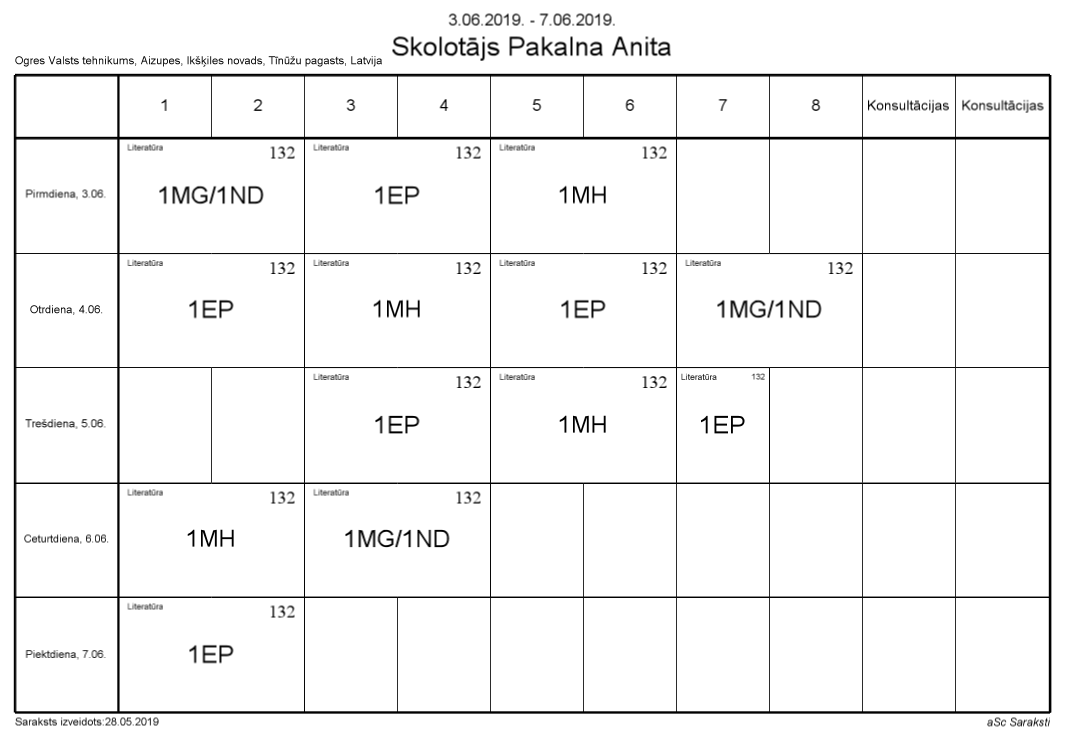 3.06.2019. - 7.06.2019.
Skolotājs Pakalna Anita
Ogres Valsts tehnikums, Aizupes, Ikšķiles novads, Tīnūžu pagasts, Latvija
1 2 3 4 5 6 7 8 Konsultācijas Konsultācijas
Literatūra 132 Literatūra 132 Literatūra 132
Pirmdiena, 3.06. 1MG/1ND 1EP 1MH
Literatūra 132 Literatūra 132 Literatūra 132 Literatūra 132
Otrdiena, 4.06. 1EP 1MH 1EP 1MG/1ND
Literatūra 132 Literatūra 132 Literatūra 132
Trešdiena, 5.06. 1EP 1MH 1EP
Literatūra 132 Literatūra 132
Ceturtdiena, 6.06. 1MH 1MG/1ND
Literatūra 132
Piektdiena, 7.06. 1EP
Saraksts izveidots:28.05.2019 aSc Saraksti